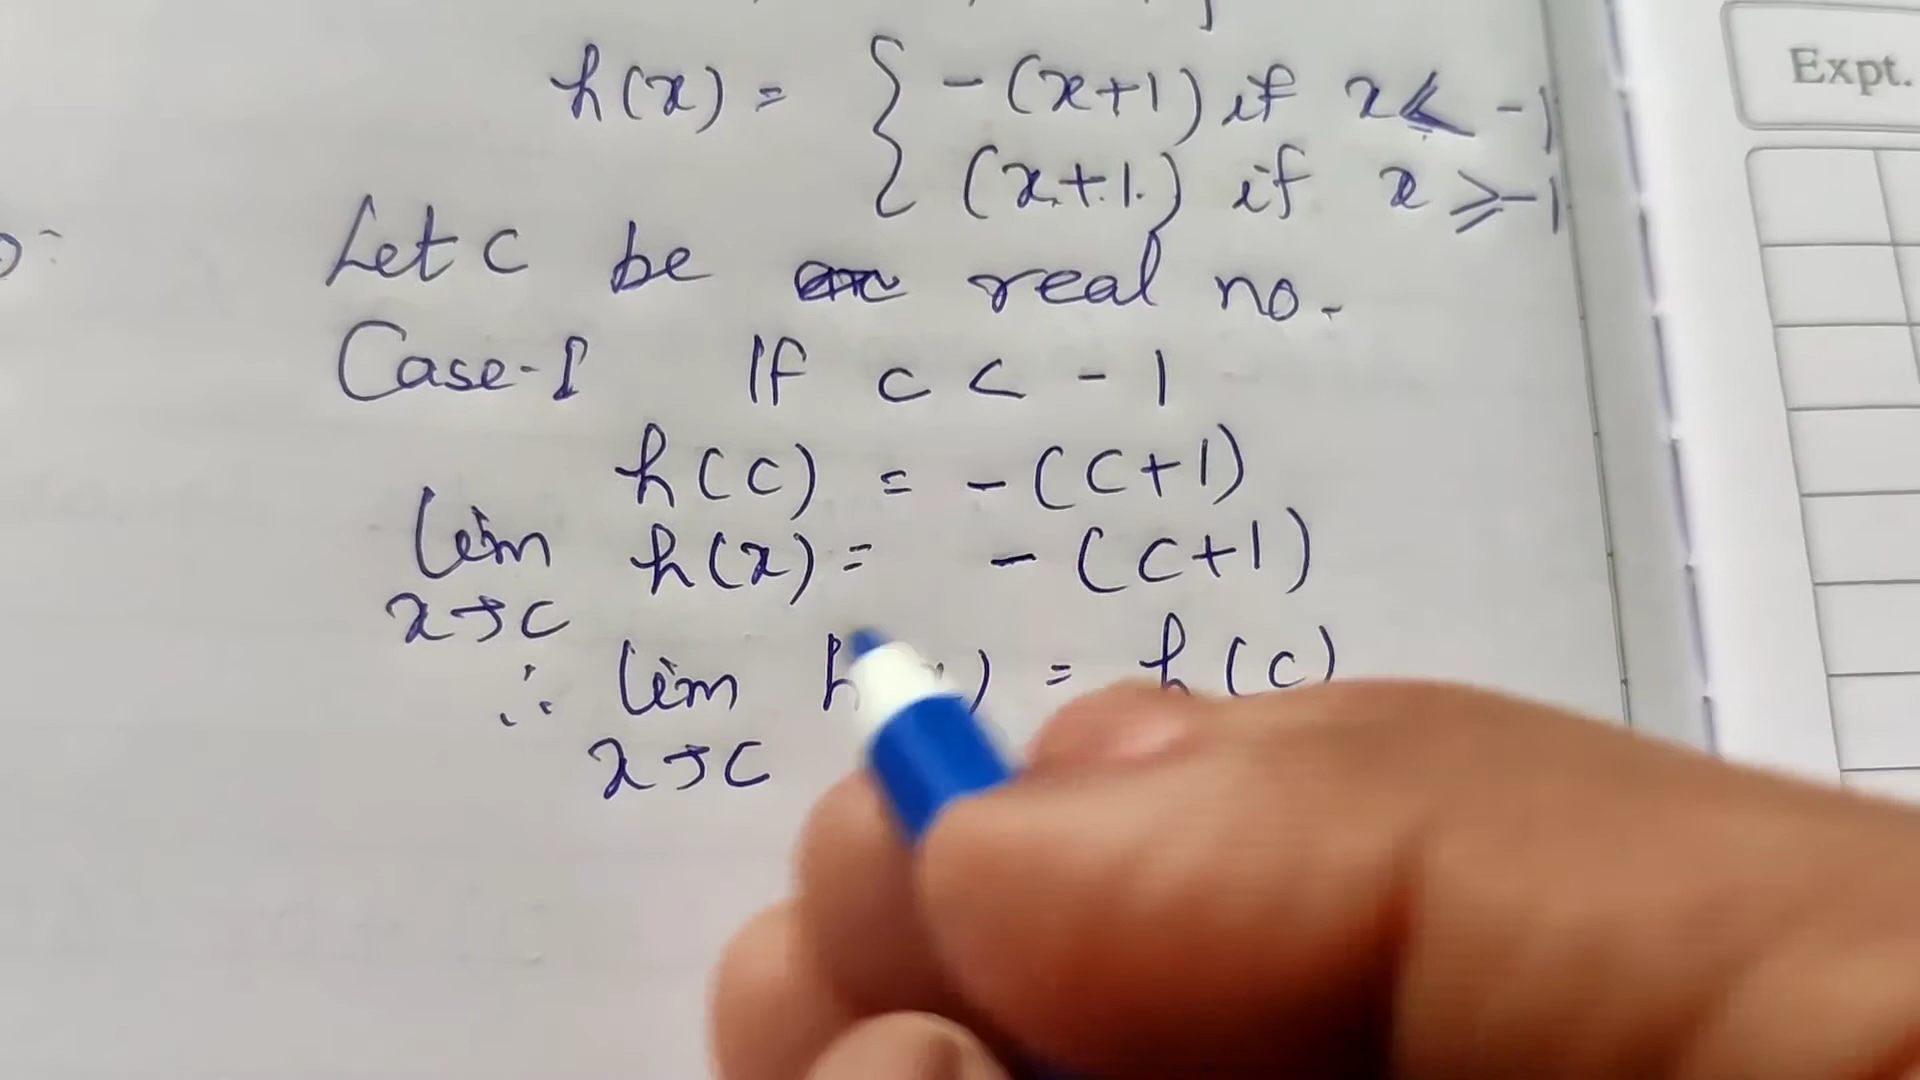 h(x) = { -(x+1) if x < -1
(x+1) if x ≥ -1
Let c be real no.
Case-I If c < -1
h(c) = -(c+1)
lim h(x) = -(c+1)
x→c
∴ lim h(x) = h(c)
x→c
Expt.